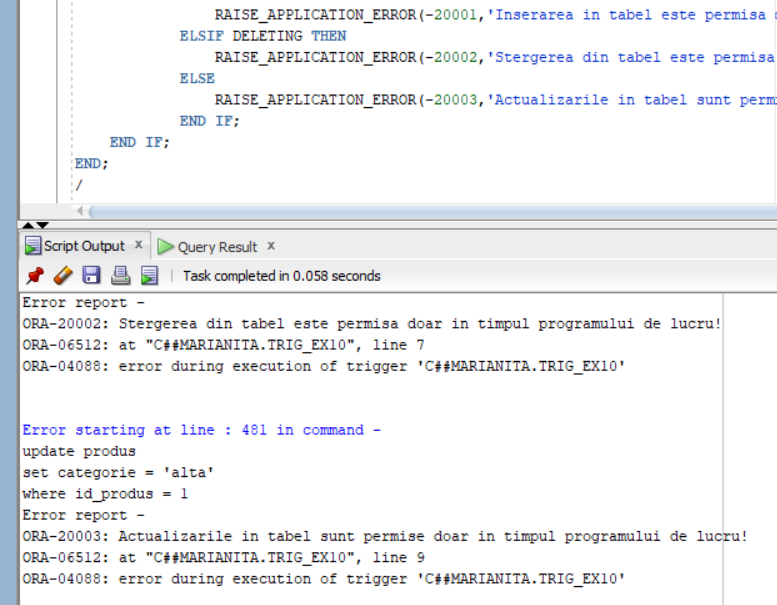 RAISE_APPLICATION_ERROR(-20001,'Inserarea in tabel este permisa
ELSIF DELETING THEN
RAISE_APPLICATION_ERROR(-20002,'Stergerea din tabel este permisa
ELSE
RAISE_APPLICATION_ERROR(-20003,'Actualizarile in tabel sunt
END IF;
END IF;
END;
/
Script Output x Query Result x
Task completed in 0.058 seconds
Error report -
ORA-20002: Stergerea din tabel este permisa doar in timpul programului de lucru!
ORA-06512: at "C##MARIANITA.TRIG_EX10", line 7
ORA-04088: error during execution of trigger 'C##MARIANITA.TRIG_EX10'
Error starting at line : 481 in command -
update produs
set categorie = 'alta'
where id_produs = 1
Error report -
ORA-20003: Actualizarile in tabel sunt permise doar in timpul programului de lucru!
ORA-06512: at "C##MARIANITA.TRIG_EX10", line 9
ORA-04088: error during execution of trigger 'C##MARIANITA.TRIG_EX10'